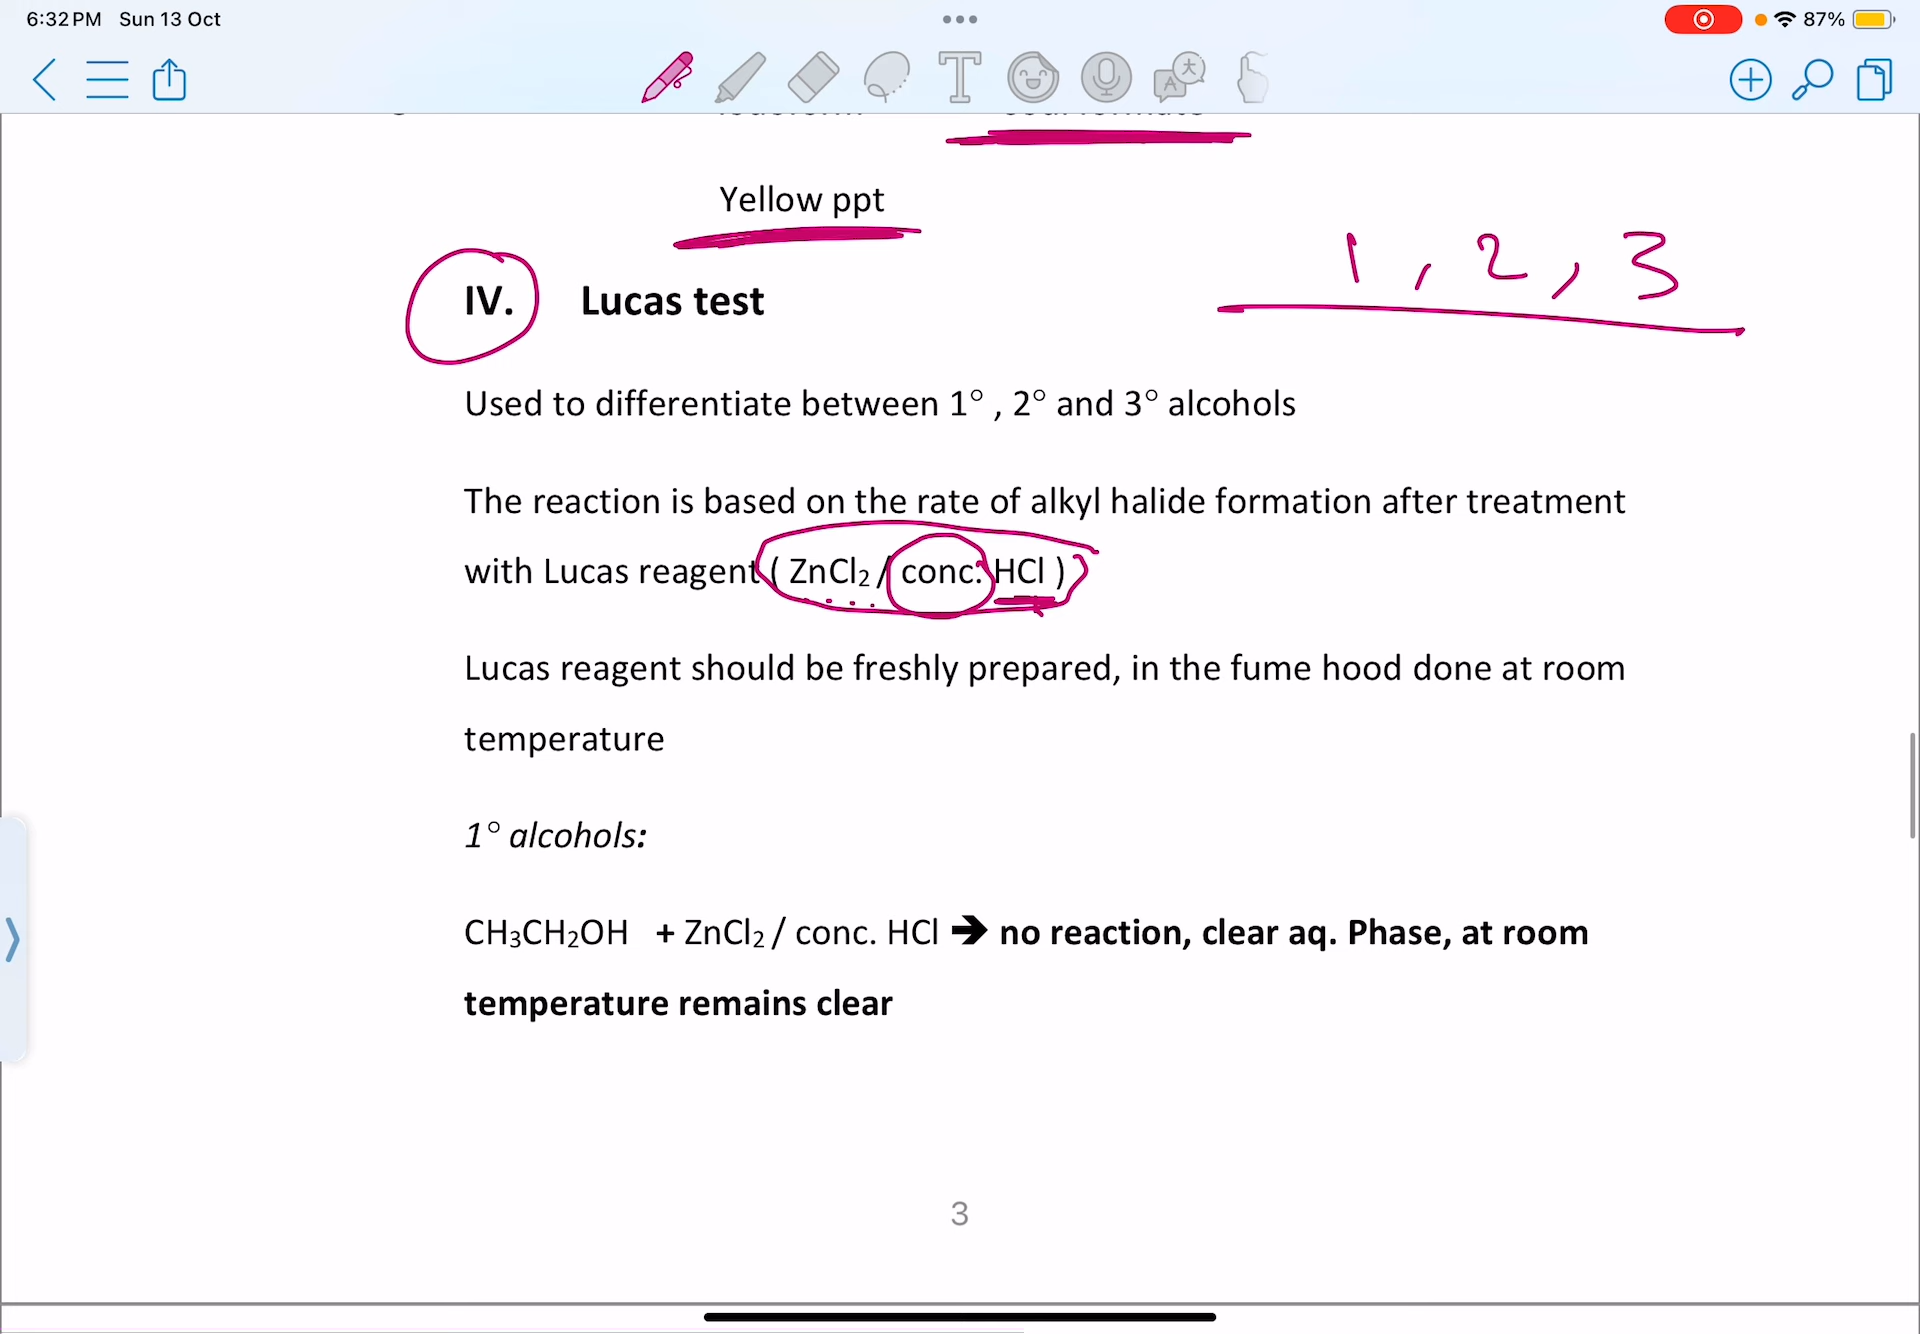 6:32 PM Sun 13 Oct
87%
Yellow ppt
1 , 2 , 3
IV. Lucas test
Used to differentiate between 1° , 2° and 3° alcohols
The reaction is based on the rate of alkyl halide formation after treatment
with Lucas reagent ( ZnCl₂ / conc. HCl )
Lucas reagent should be freshly prepared, in the fume hood done at room
temperature
1° alcohols:
CH₃CH₂OH + ZnCl₂ / conc. HCl ➔ no reaction, clear aq. Phase, at room
temperature remains clear
3